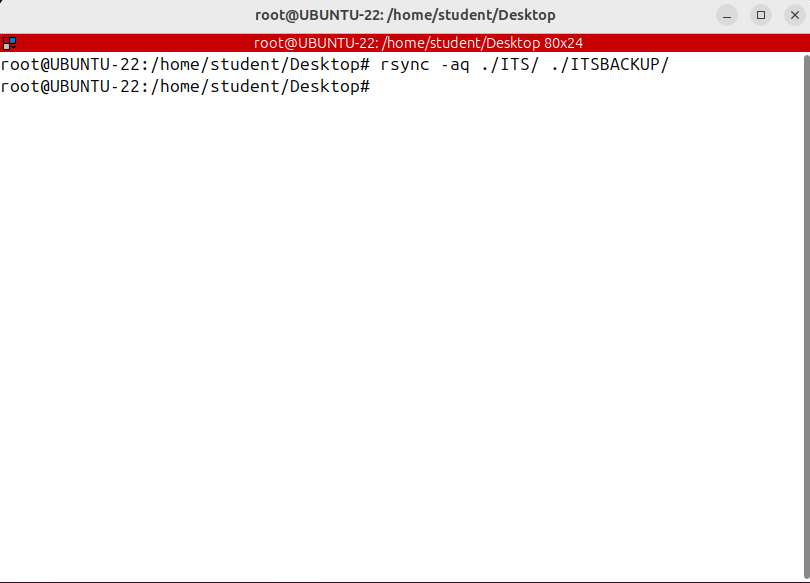 root@UBUNTU-22: /home/student/Desktop
root@UBUNTU-22: /home/student/Desktop 80x24
root@UBUNTU-22:/home/student/Desktop# rsync -aq ./ITS/ ./ITSBACKUP/
root@UBUNTU-22:/home/student/Desktop#